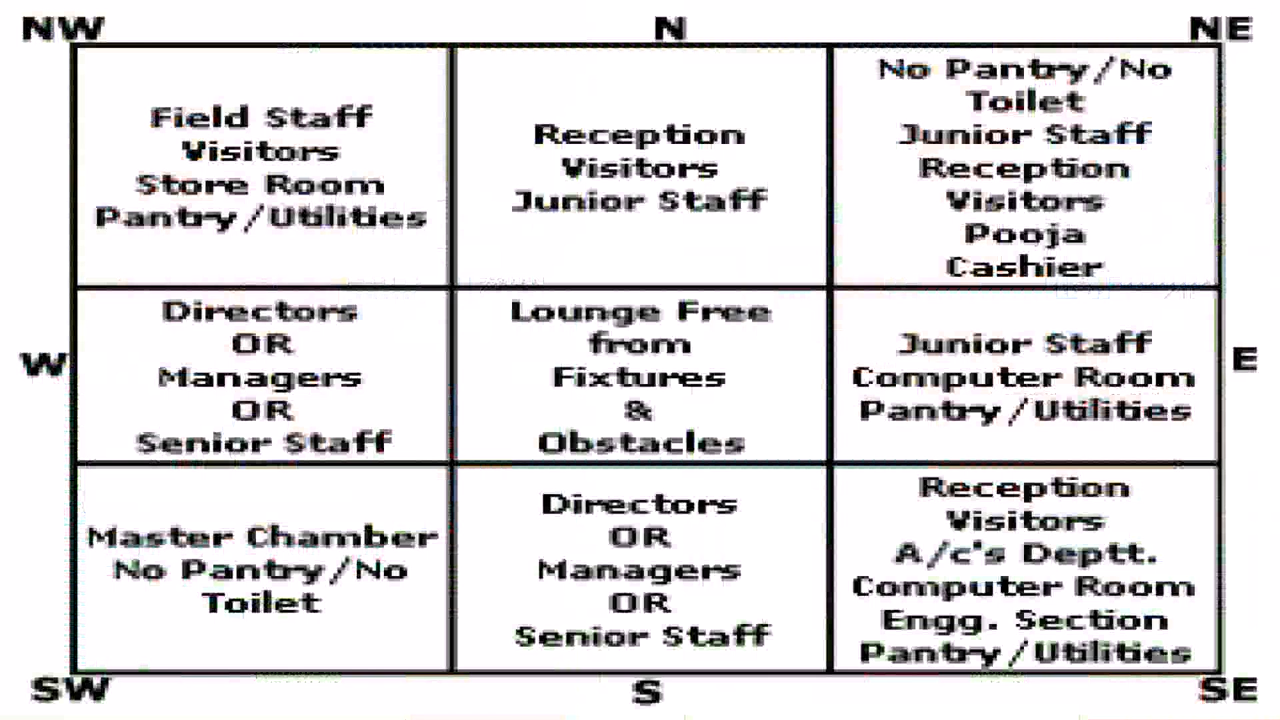 NW
N
NE
Field Staff
Visitors
Store Room
Pantry/Utilities
Reception
Visitors
Junior Staff
No Pantry/No
Toilet
Junior Staff
Reception
Visitors
Pooja
Cashier
W
Directors
OR
Managers
OR
Senior Staff
Lounge Free
from
Fixtures
&
Obstacles
Junior Staff
Computer Room
Pantry/Utilities
E
Master Chamber
No Pantry/No
Toilet
Directors
OR
Managers
OR
Senior Staff
Reception
Visitors
A/c's Deptt.
Computer Room
Engg. Section
Pantry/Utilities
SW
S
SE